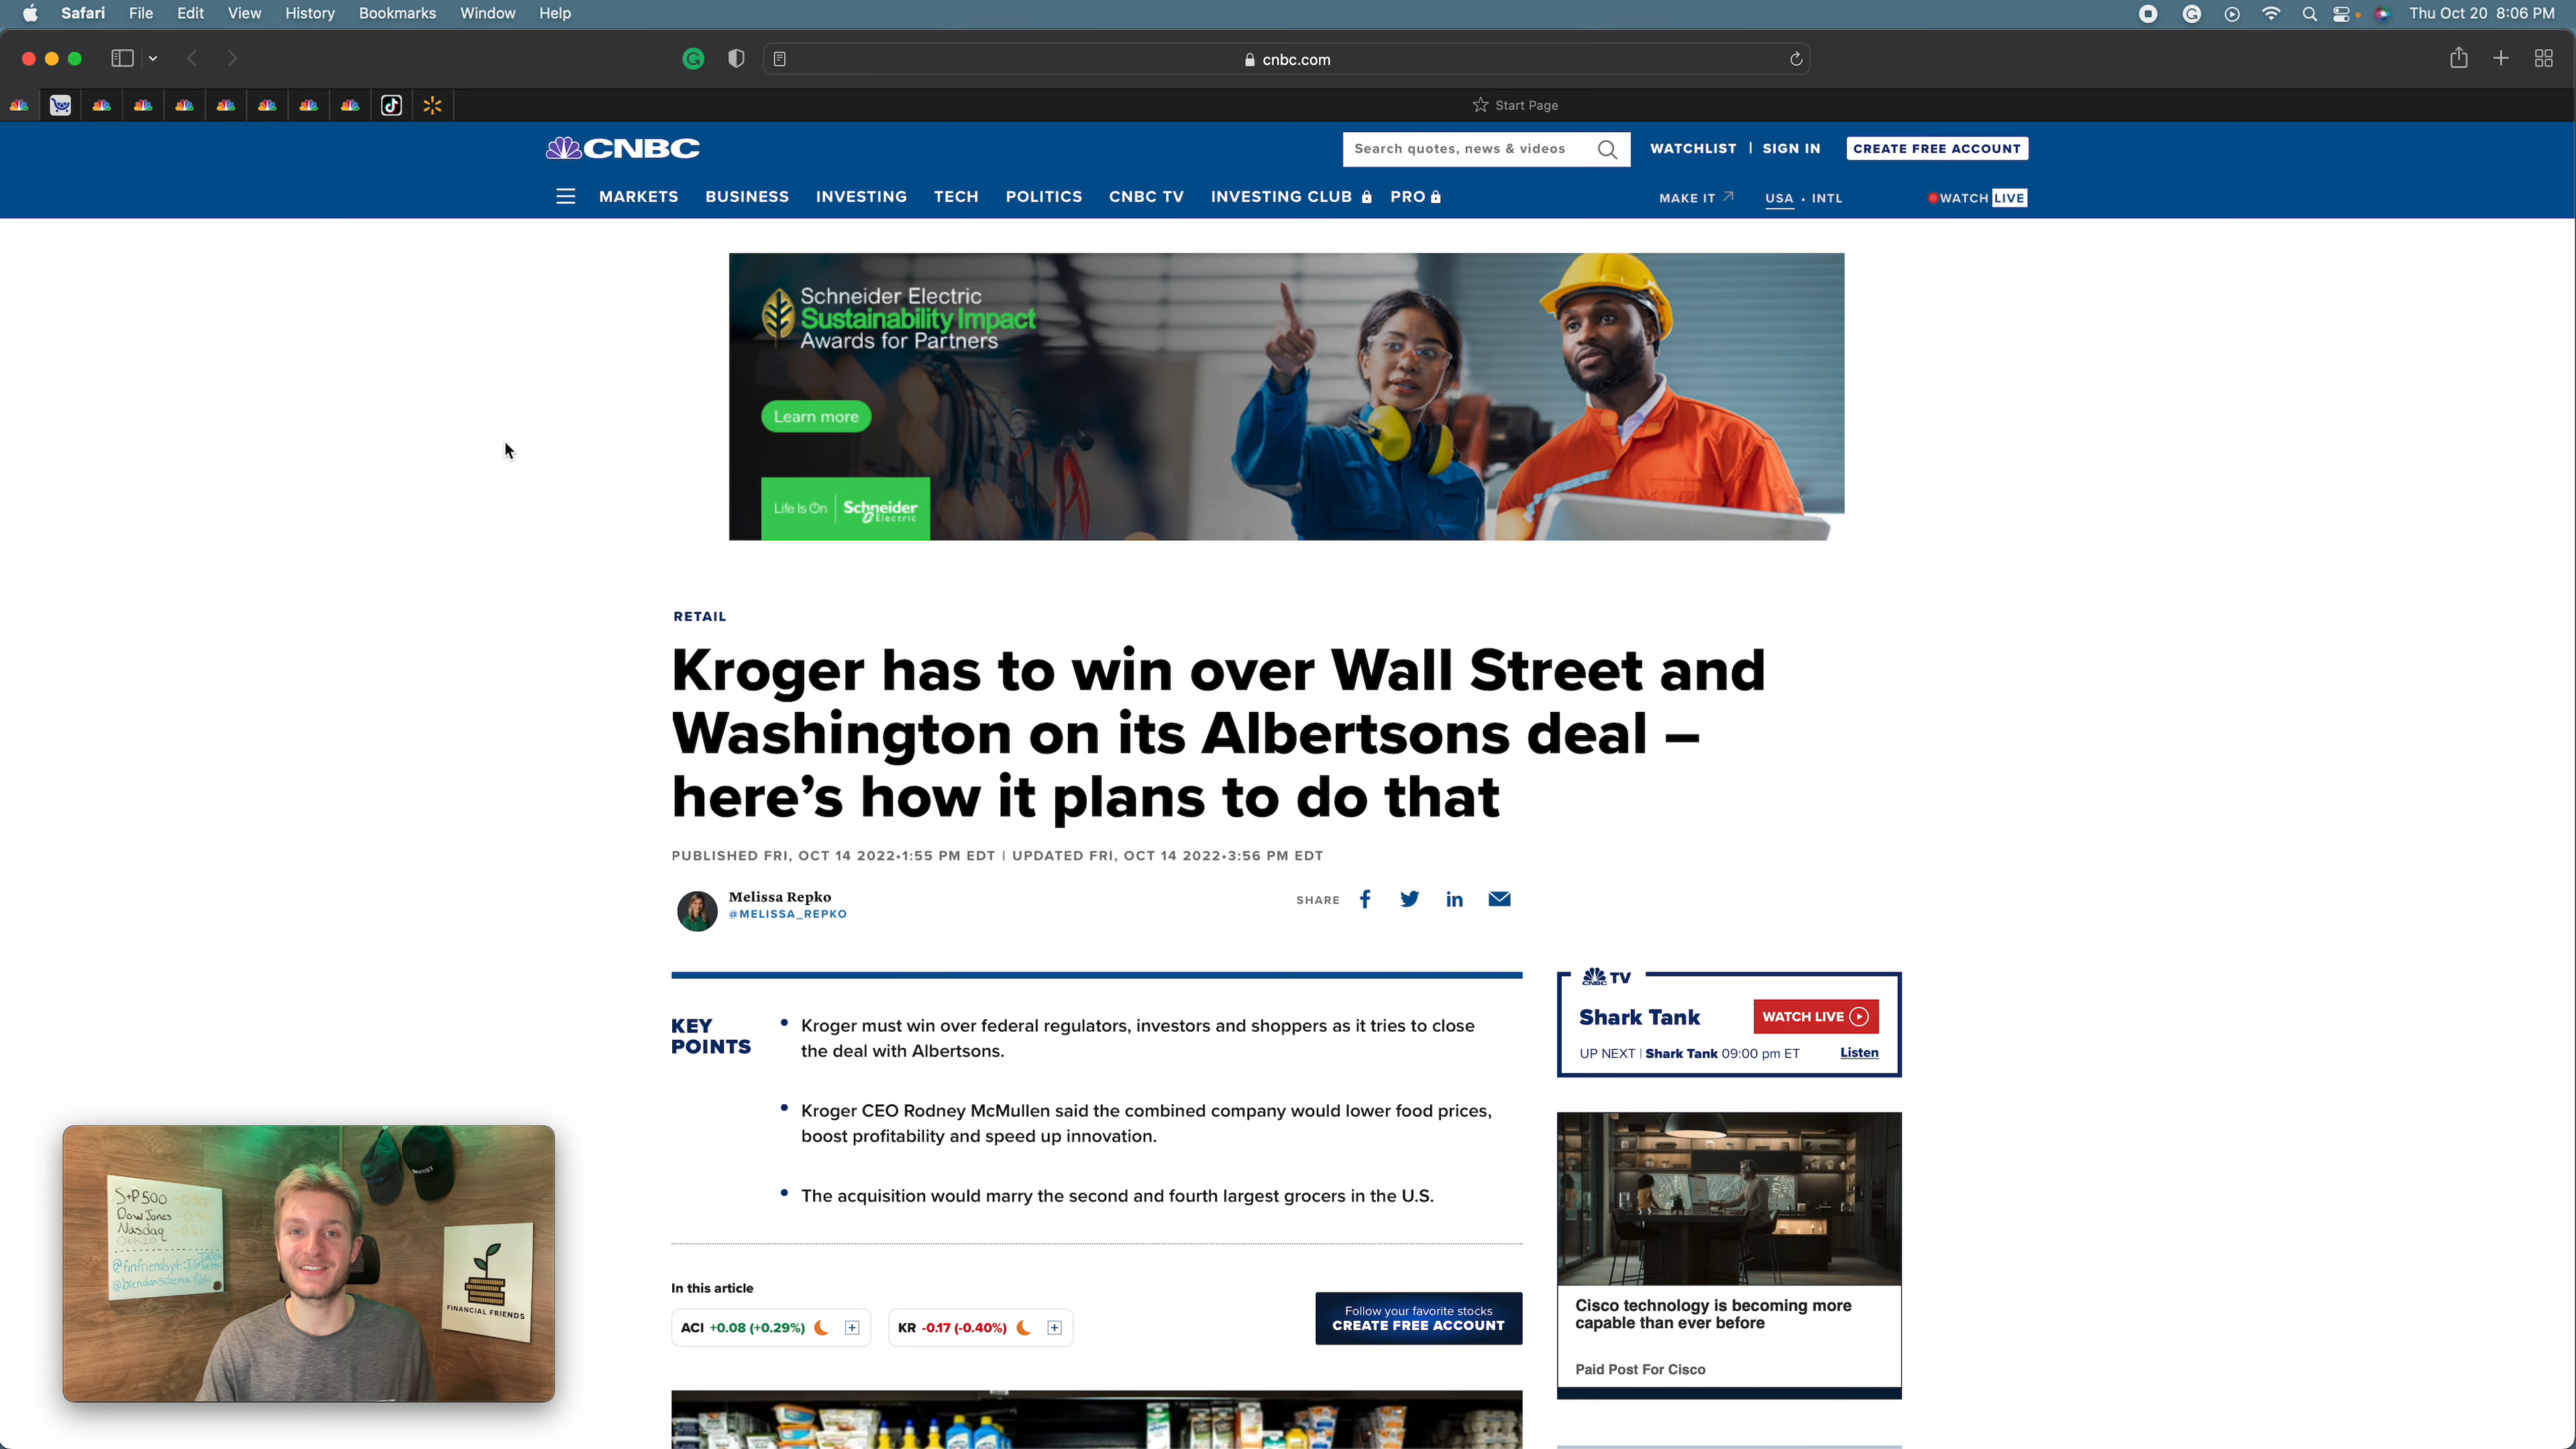 Safari File Edit View History Bookmarks Window Help
Thu Oct 20 8:06 PM
cnbc.com
Start Page
CNBC
Search quotes, news & videos
WATCHLIST | SIGN IN
CREATE FREE ACCOUNT
MARKETS BUSINESS INVESTING TECH POLITICS CNBC TV INVESTING CLUB PRO
MAKE IT
USA • INTL
WATCH LIVE
Schneider Electric
Sustainability Impact
Awards for Partners
Learn more
Life Is On | Schneider
Electric
RETAIL
Kroger has to win over Wall Street and
Washington on its Albertsons deal –
here’s how it plans to do that
PUBLISHED FRI, OCT 14 2022•1:55 PM EDT | UPDATED FRI, OCT 14 2022•3:56 PM EDT
Melissa Repko
@MELISSA_REPKO
SHARE
KEY
POINTS
• Kroger must win over federal regulators, investors and shoppers as it tries to close
the deal with Albertsons.
• Kroger CEO Rodney McMullen said the combined company would lower food prices,
boost profitability and speed up innovation.
• The acquisition would marry the second and fourth largest grocers in the U.S.
In this article
ACI +0.08 (+0.29%)
KR -0.17 (-0.40%)
Follow your favorite stocks
CREATE FREE ACCOUNT
CNBC TV
Shark Tank
WATCH LIVE
UP NEXT | Shark Tank 09:00 pm ET
Listen
Cisco technology is becoming more
capable than ever before
Paid Post For Cisco
S+P 500
Dow Jones
Nasdaq
Oct. 20
@finfriendsyt:
@brendanschema:
FINANCIAL FRIENDS